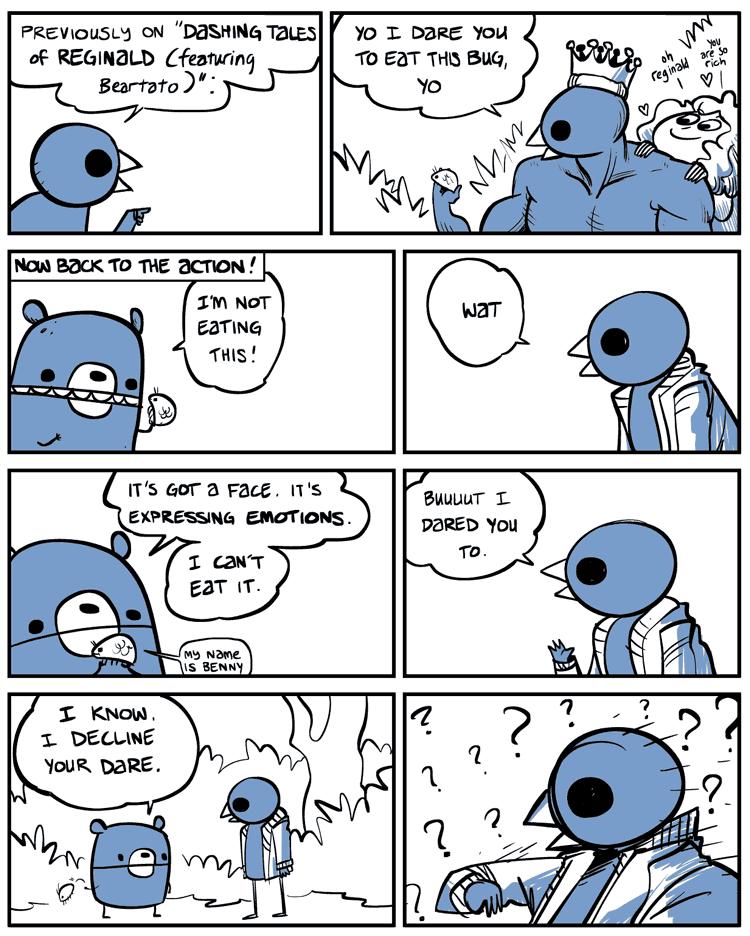 PREVIOUSLY ON "DASHING TALES
of REGINALD (featuring
Beartato)":
YO I DARE YOU
TO EAT THIS BUG,
YO
oh
reginald
you
are so
rich
NOW BACK TO THE ACTION!
I'M NOT
EATING
THIS!
WAT
IT'S GOT A FACE. IT'S
EXPRESSING EMOTIONS.
I CAN'T
EAT IT.
MY NAME
IS BENNY
BUUUUT I
DARED YOU
TO.
I KNOW.
I DECLINE
YOUR DARE.
? ? ? ? ? ? ? ? ? ? ?